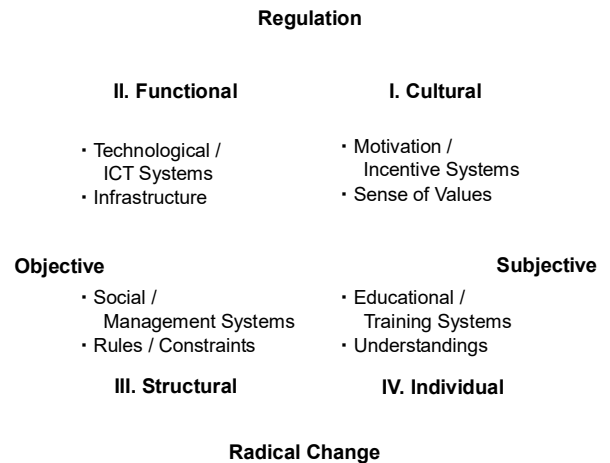 Regulation
II. Functional
I. Cultural
・Technological /
ICT Systems
・Infrastructure
・Motivation /
Incentive Systems
・Sense of Values
Objective
Subjective
・Social /
Management Systems
・Rules / Constraints
・Educational /
Training Systems
・Understandings
III. Structural
IV. Individual
Radical Change